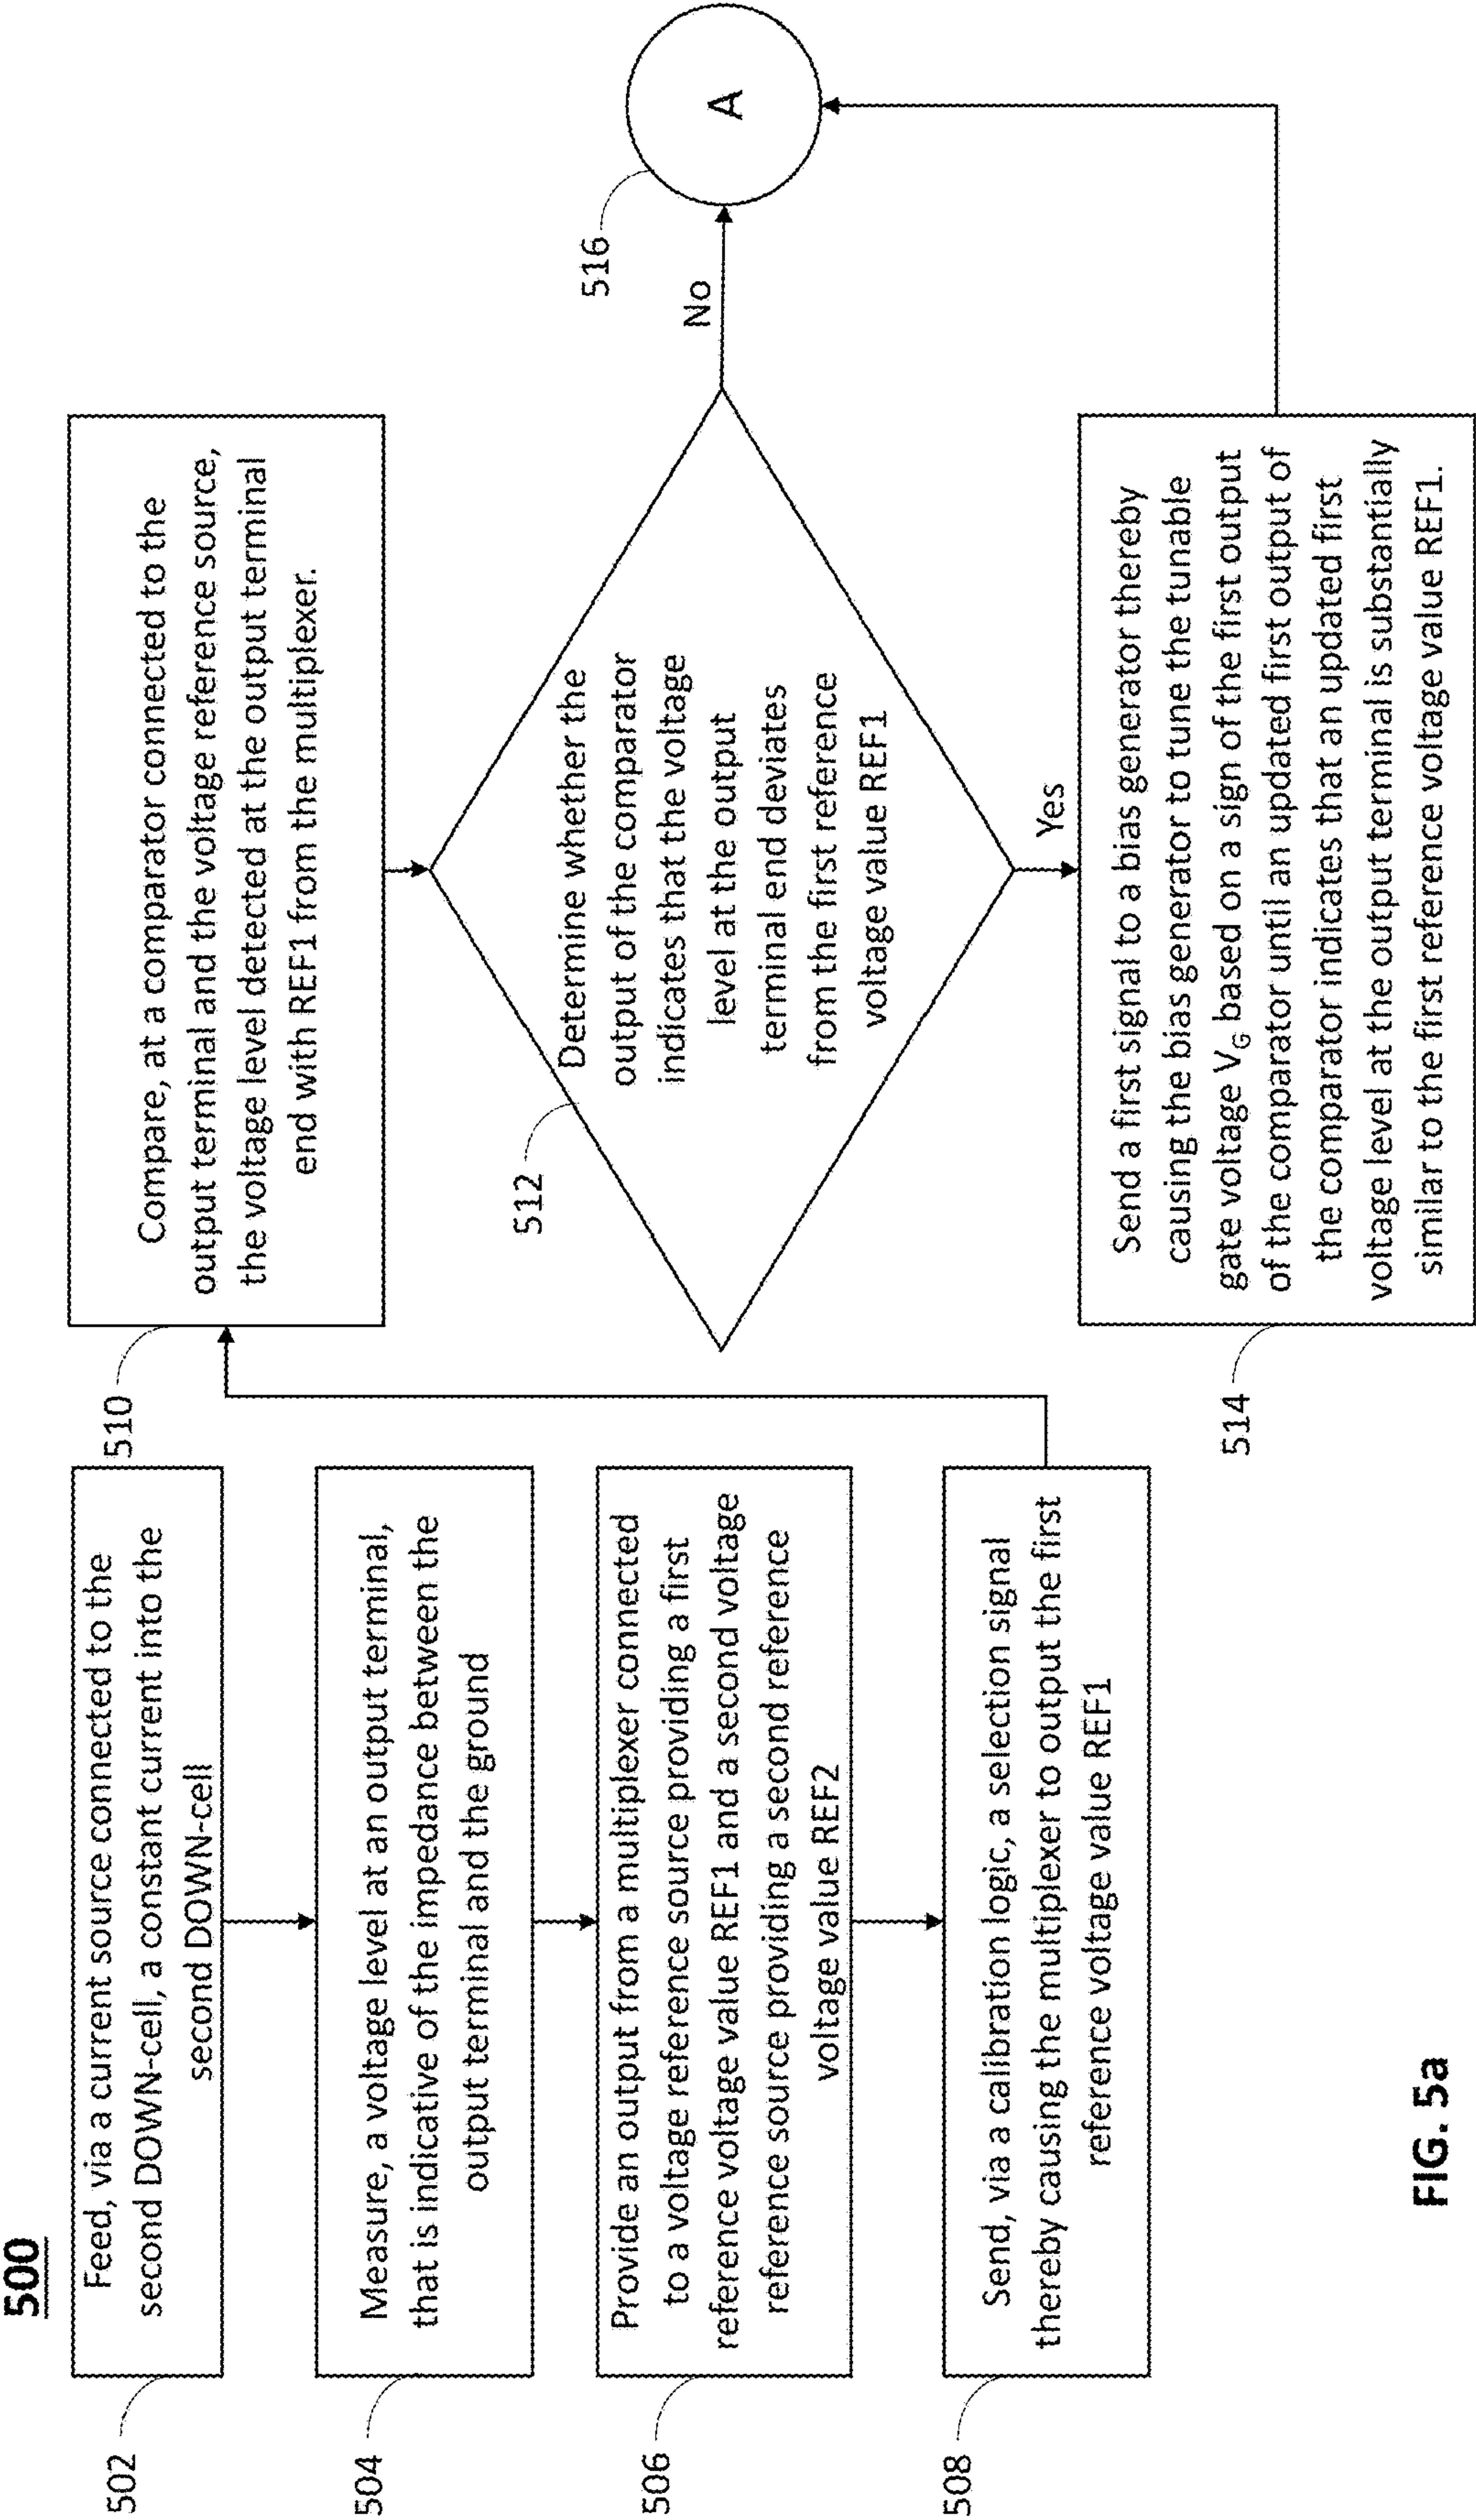 500
502
Feed, via a current source connected to the
second DOWN-cell, a constant current into the
second DOWN-cell
504
Measure, a voltage level at an output terminal,
that is indicative of the impedance between the
output terminal and the ground
506
Provide an output from a multiplexer connected
to a voltage reference source providing a first
reference voltage value REF1 and a second voltage
reference source providing a second reference
voltage value REF2
508
Send, via a calibration logic, a selection signal
thereby causing the multiplexer to output the first
reference voltage value REF1
510
Compare, at a comparator connected to the
output terminal and the voltage reference source,
the voltage level detected at the output terminal
end with REF1 from the multiplexer.
512
Determine whether the
output of the comparator
indicates that the voltage
level at the output
terminal end deviates
from the first reference
voltage value REF1
No
Yes
514
Send a first signal to a bias generator thereby
causing the bias generator to tune the tunable
gate voltage VG based on a sign of the first output
of the comparator until an updated first output of
the comparator indicates that an updated first
voltage level at the output terminal is substantially
similar to the first reference voltage value REF1.
516
A
FIG. 5a